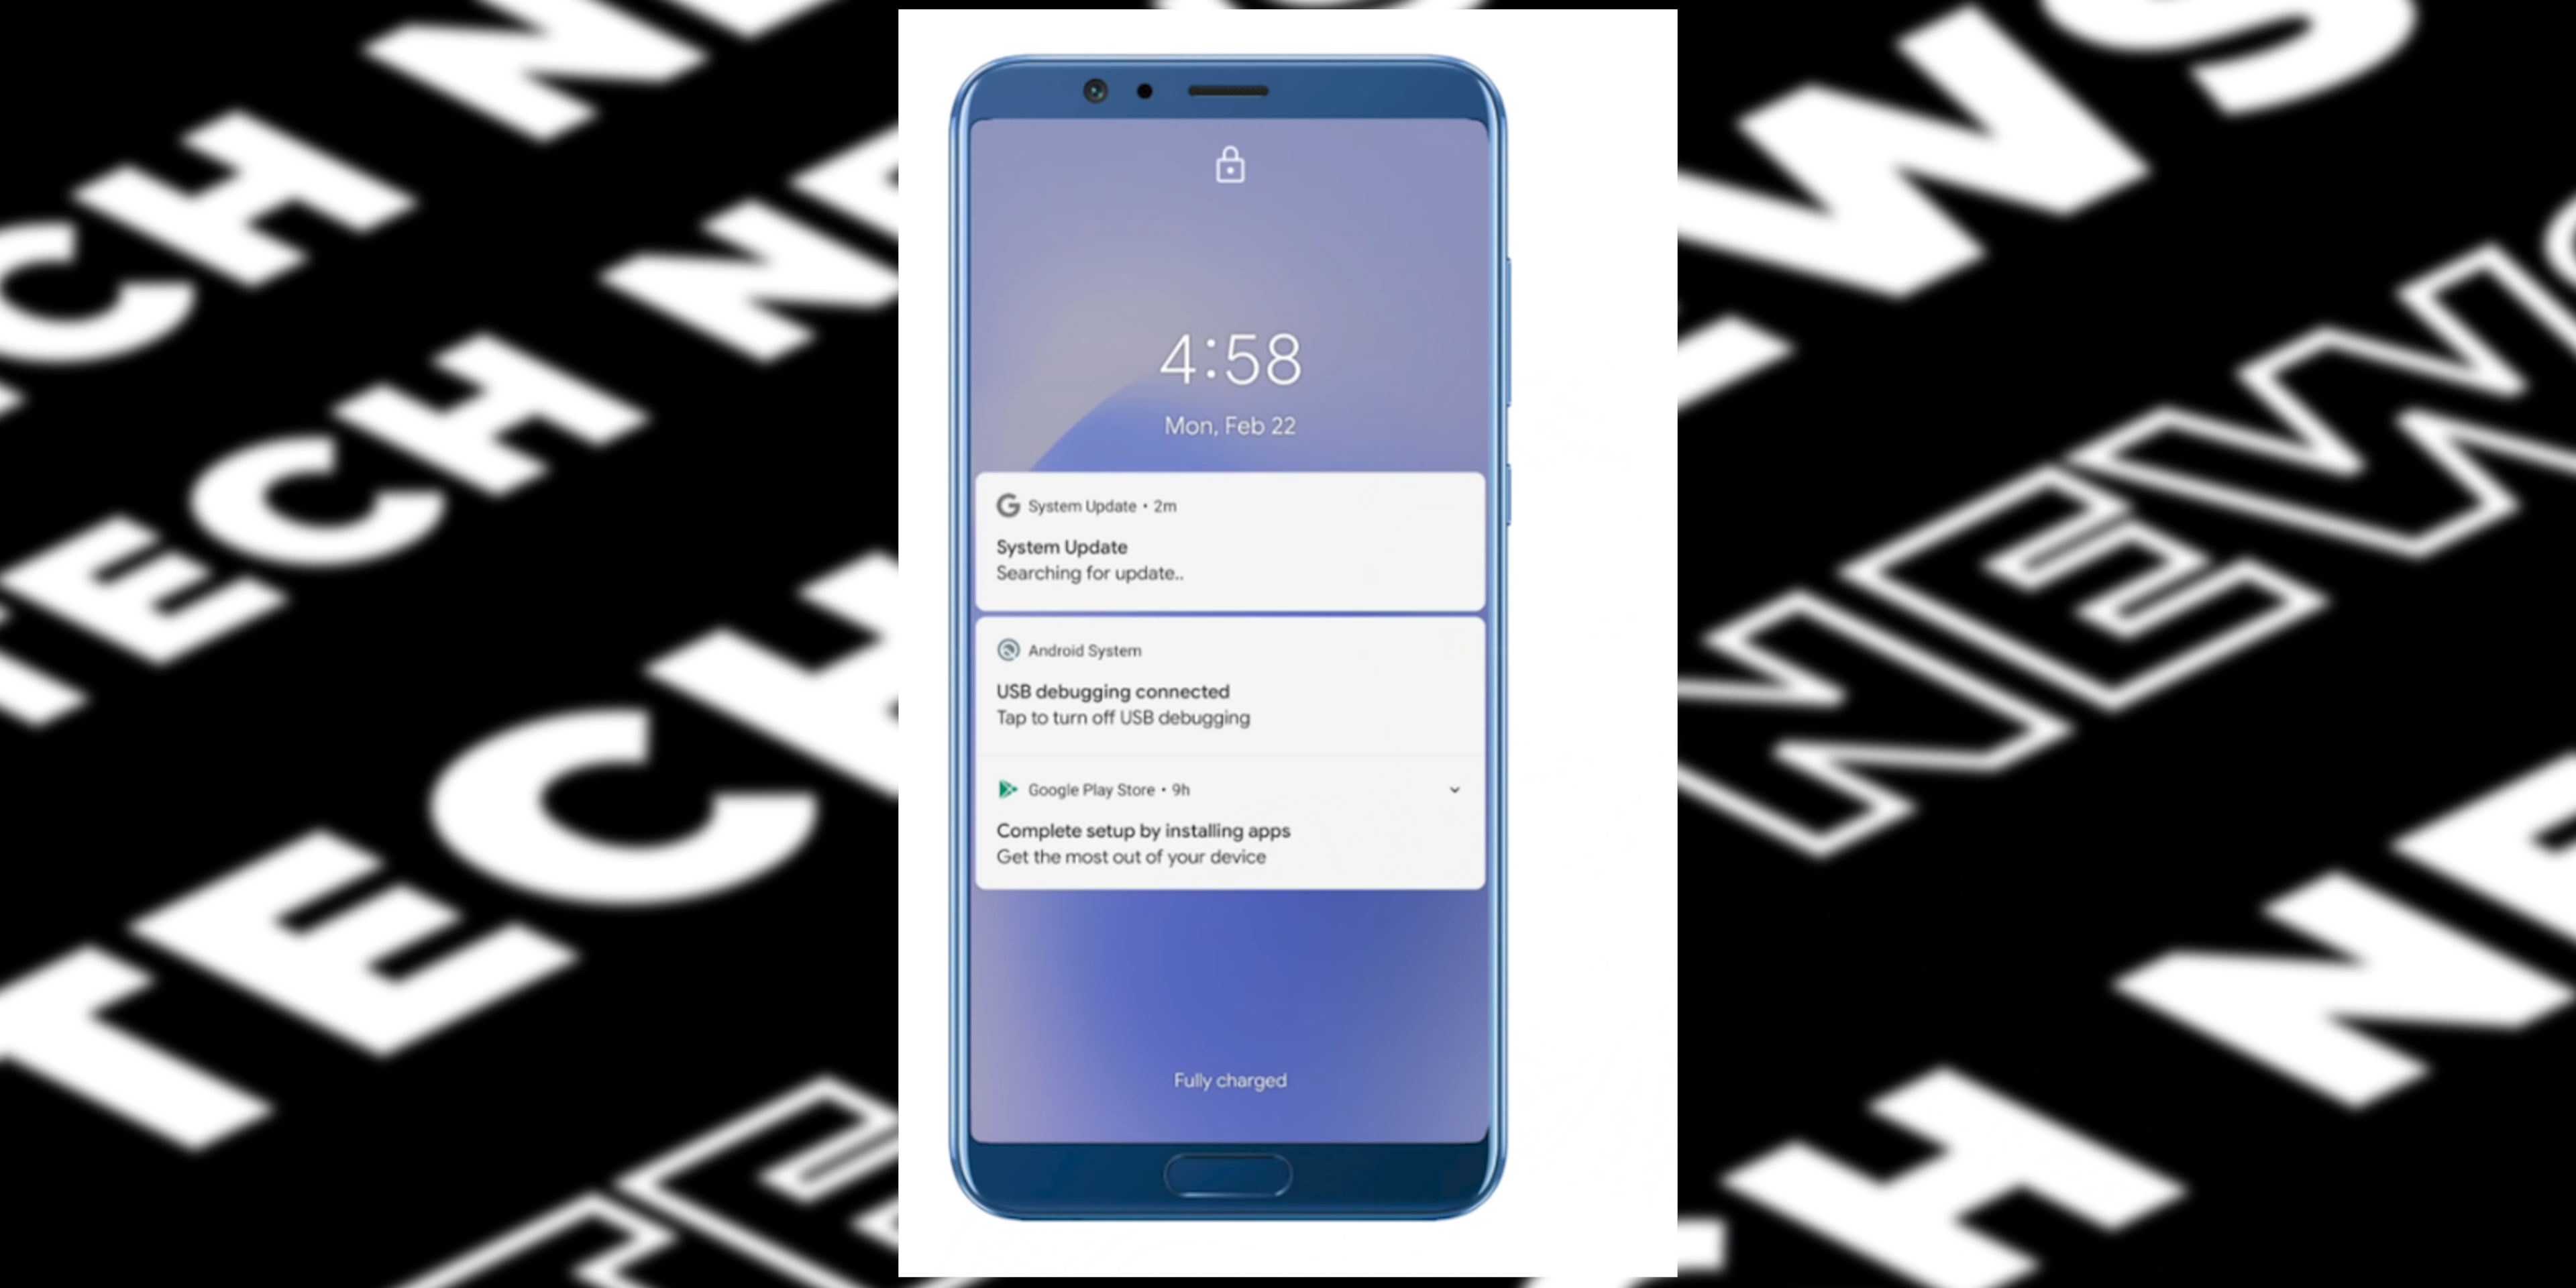 TECH NEWS
TECH NEWS
TECH NEWS
4:58
Mon, Feb 22
System Update • 2m
System Update
Searching for update..
Android System
USB debugging connected
Tap to turn off USB debugging
Google Play Store • 9h
Complete setup by installing apps
Get the most out of your device
Fully charged